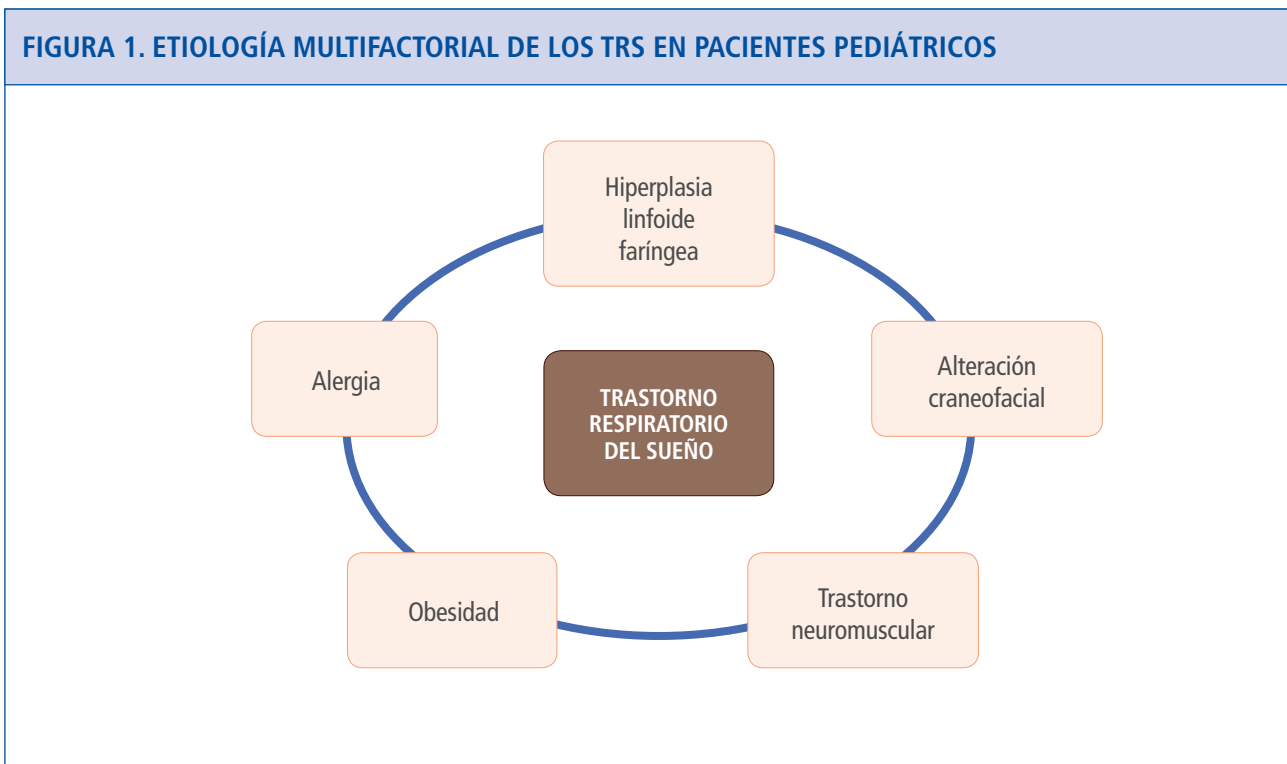 FIGURA 1. ETIOLOGÍA MULTIFACTORIAL DE LOS TRS EN PACIENTES PEDIÁTRICOS
Hiperplasia
linfoide
faríngea
Alergia
Alteración
craneofacial
TRASTORNO
RESPIRATORIO
DEL SUEÑO
Obesidad
Trastorno
neuromuscular